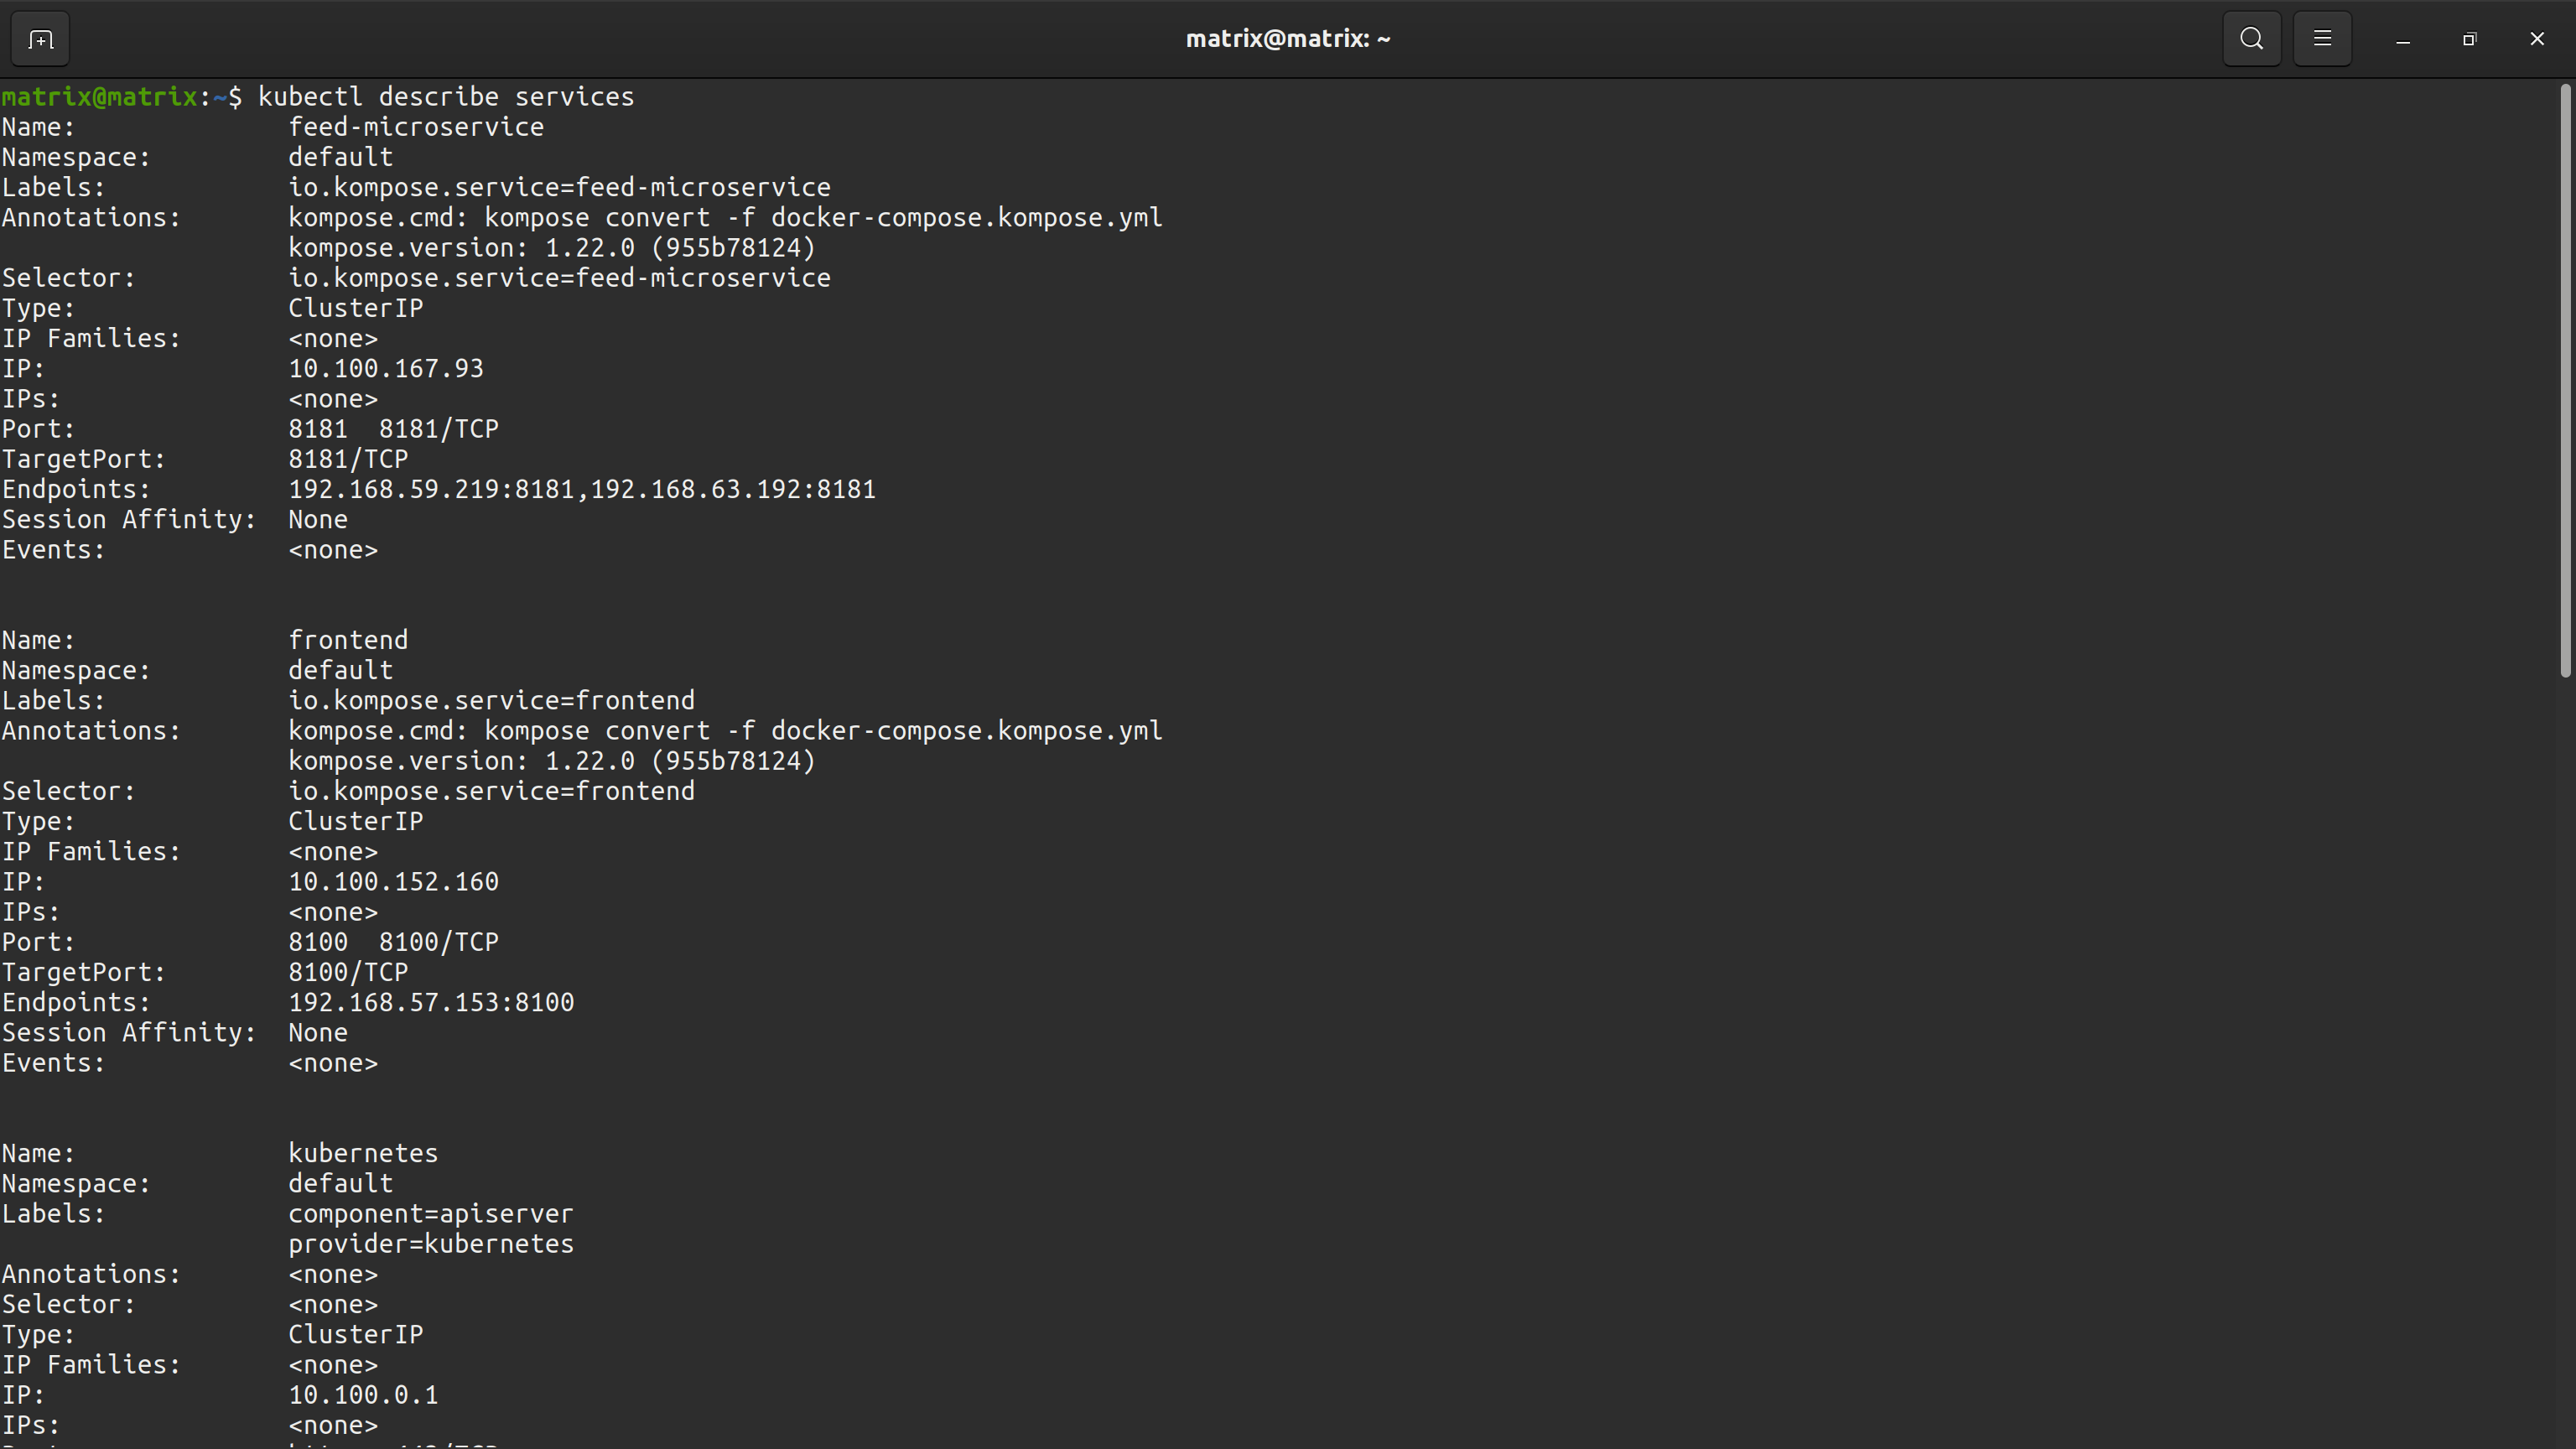 matrix@matrix: ~
matrix@matrix:~$ kubectl describe services
Name:              feed-microservice
Namespace:         default
Labels:            io.kompose.service=feed-microservice
Annotations:       kompose.cmd: kompose convert -f docker-compose.kompose.yml
                   kompose.version: 1.22.0 (955b78124)
Selector:          io.kompose.service=feed-microservice
Type:              ClusterIP
IP Families:       <none>
IP:                10.100.167.93
IPs:               <none>
Port:              8181  8181/TCP
TargetPort:        8181/TCP
Endpoints:         192.168.59.219:8181,192.168.63.192:8181
Session Affinity:  None
Events:            <none>
Name:              frontend
Namespace:         default
Labels:            io.kompose.service=frontend
Annotations:       kompose.cmd: kompose convert -f docker-compose.kompose.yml
                   kompose.version: 1.22.0 (955b78124)
Selector:          io.kompose.service=frontend
Type:              ClusterIP
IP Families:       <none>
IP:                10.100.152.160
IPs:               <none>
Port:              8100  8100/TCP
TargetPort:        8100/TCP
Endpoints:         192.168.57.153:8100
Session Affinity:  None
Events:            <none>
Name:              kubernetes
Namespace:         default
Labels:            component=apiserver
                   provider=kubernetes
Annotations:       <none>
Selector:          <none>
Type:              ClusterIP
IP Families:       <none>
IP:                10.100.0.1
IPs:               <none>